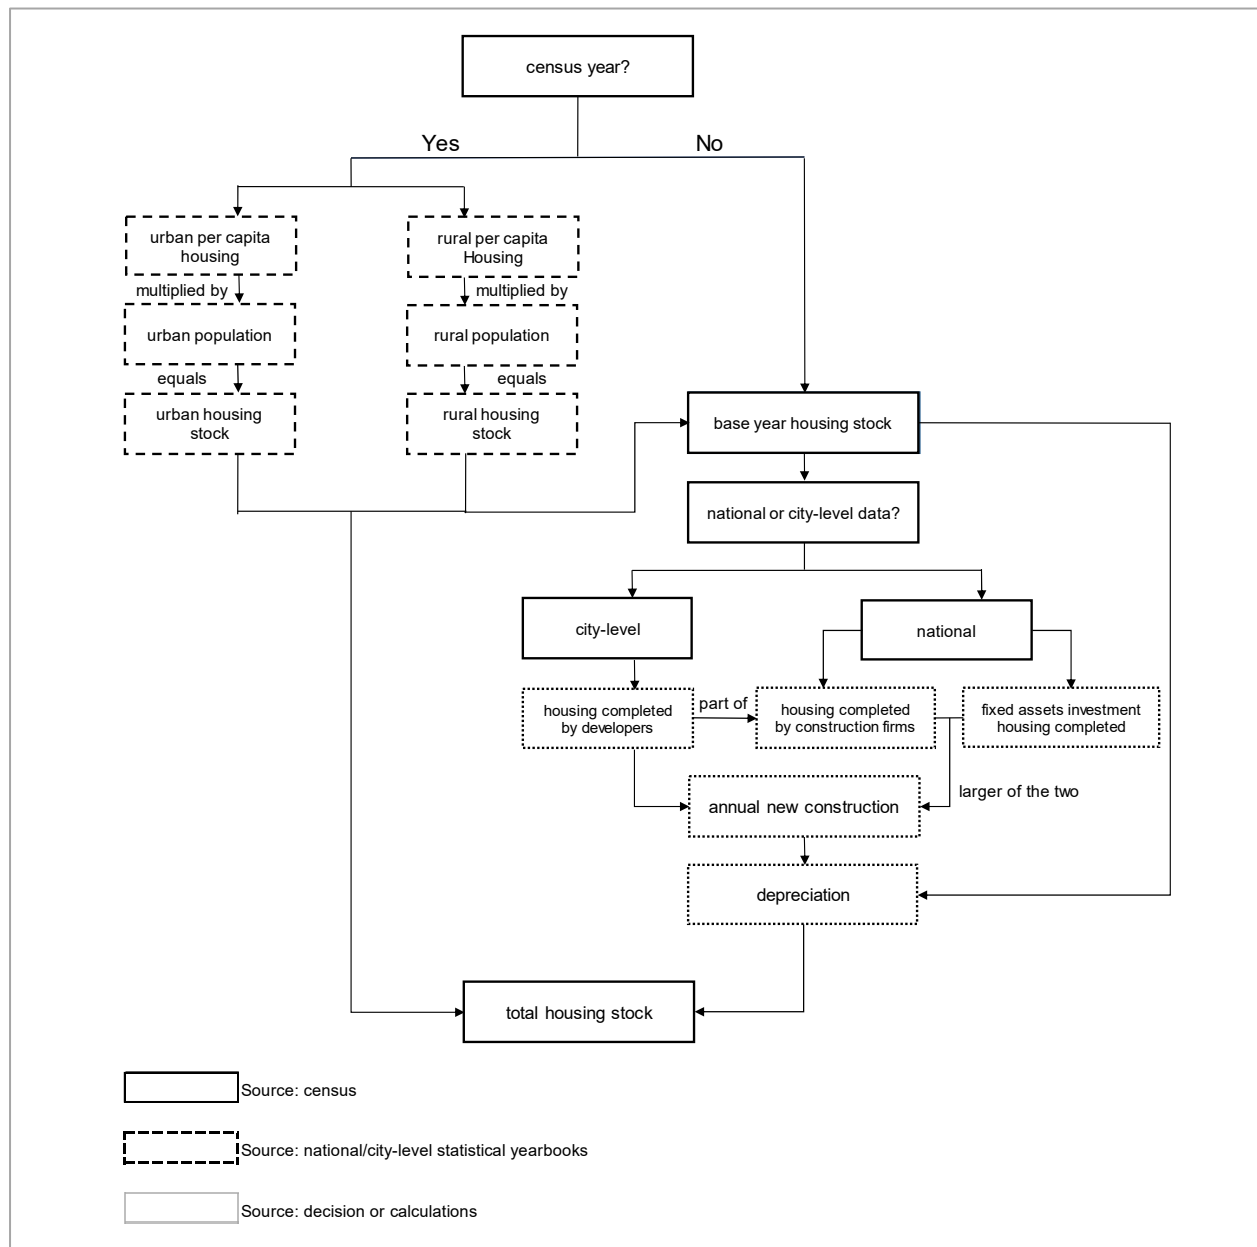 census year?
Yes
No
urban per capita
housing
rural per capita
Housing
multiplied by
multiplied by
urban population
rural population
equals
equals
urban housing
stock
rural housing
stock
base year housing stock
national or city-level data?
city-level
national
housing completed
by developers
part of
housing completed
by construction firms
fixed assets investment
housing completed
larger of the two
annual new construction
depreciation
total housing stock
Source: census
Source: national/city-level statistical yearbooks
Source: decision or calculations